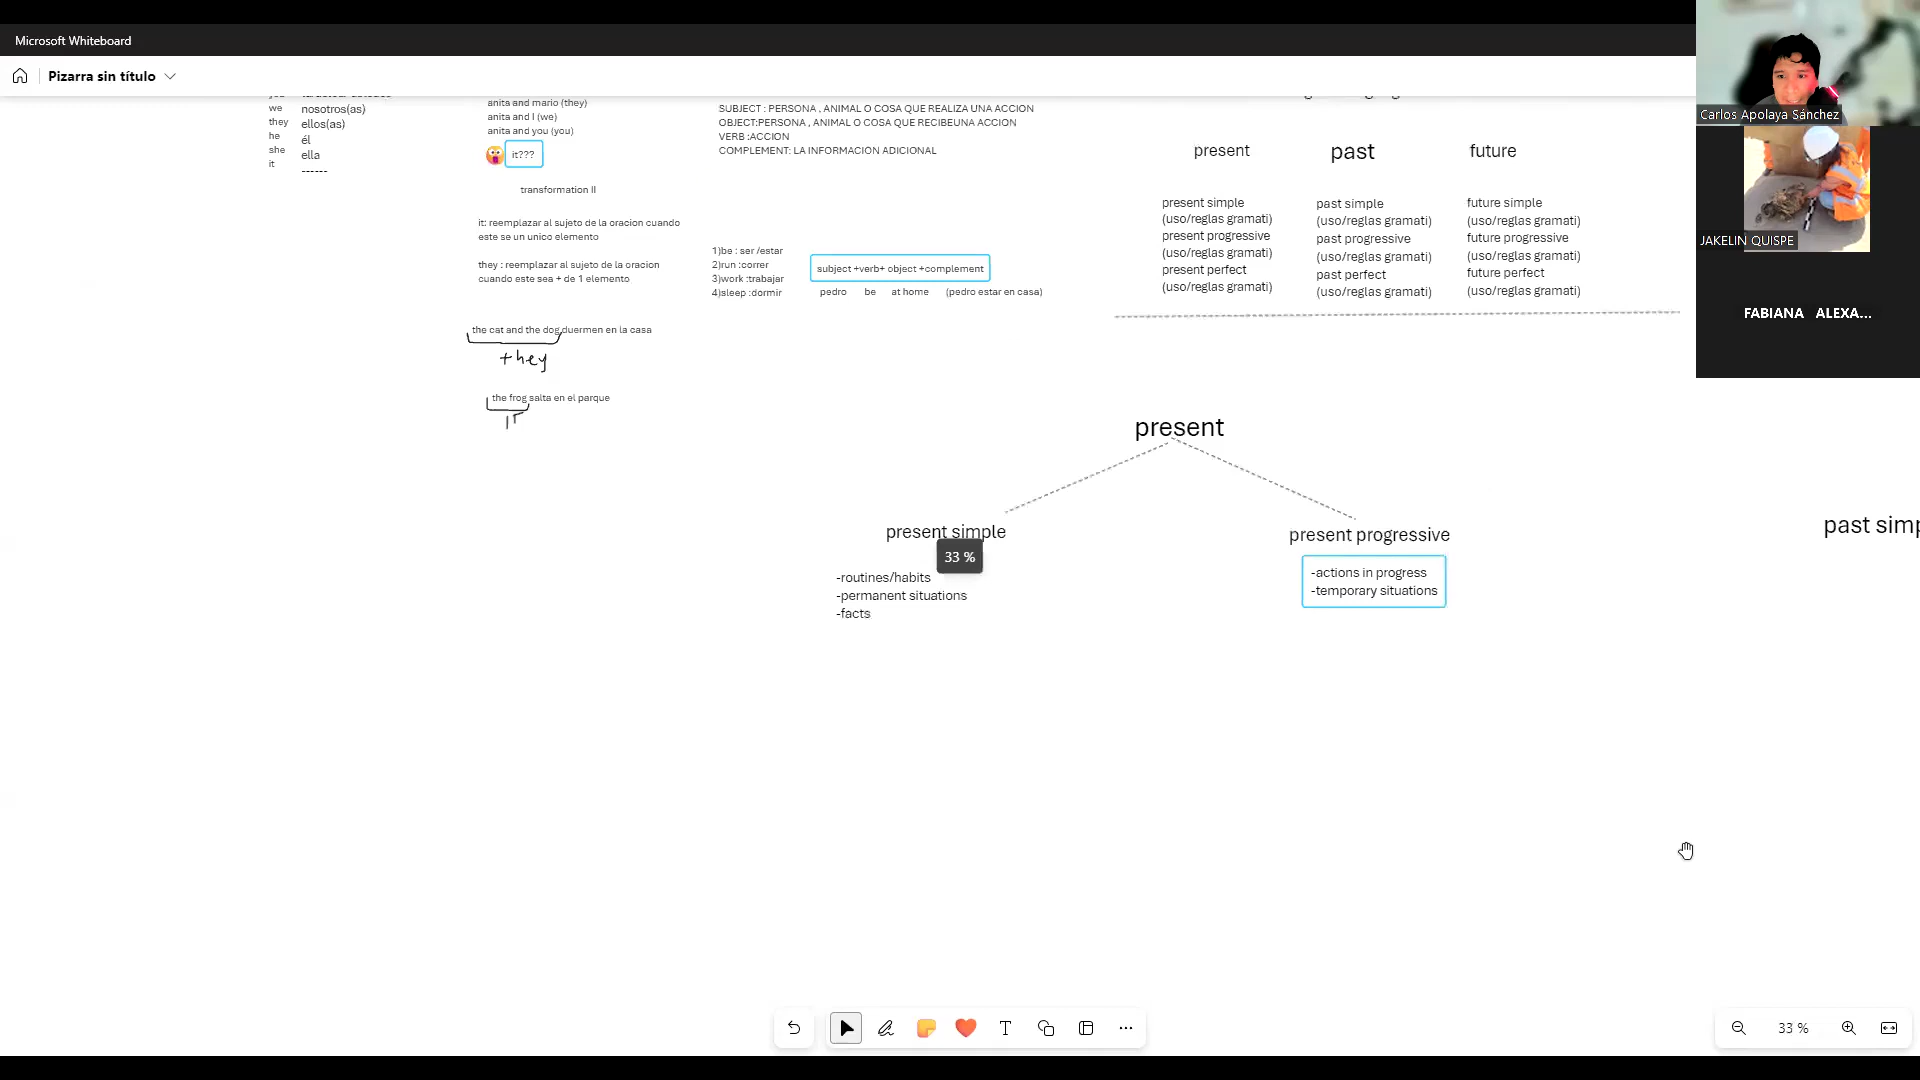 Microsoft Whiteboard
Pizarra sin título
we
they
he
she
it
nosotros(as)
ellos(as)
él
ella
------
anita and mario (they)
anita and I (we)
anita and you (you)
it???
transformation II
it: reemplazar al sujeto de la oracion cuando
este se un unico elemento
they : reemplazar al sujeto de la oracion
cuando este sea + de 1 elemento
the cat and the dog duermen en la casa
they
the frog salta en el parque
IT
SUBJECT : PERSONA , ANIMAL O COSA QUE REALIZA UNA ACCION
OBJECT:PERSONA , ANIMAL O COSA QUE RECIBEUNA ACCION
VERB :ACCION
COMPLEMENT: LA INFORMACION ADICIONAL
1)be : ser /estar
2)run :correr
3)work :trabajar
4)sleep :dormir
subject +verb+ object +complement
pedro be at home (pedro estar en casa)
present past future
present simple
(uso/reglas gramati)
present progressive
(uso/reglas gramati)
present perfect
(uso/reglas gramati)
past simple
(uso/reglas gramati)
past progressive
(uso/reglas gramati)
past perfect
(uso/reglas gramati)
future simple
(uso/reglas gramati)
future progressive
(uso/reglas gramati)
future perfect
(uso/reglas gramati)
present
present simple
33 %
-routines/habits
-permanent situations
-facts
present progressive
-actions in progress
-temporary situations
past simp
Carlos Apolaya Sánchez
JAKELIN QUISPE
FABIANA ALEXA...
33 %